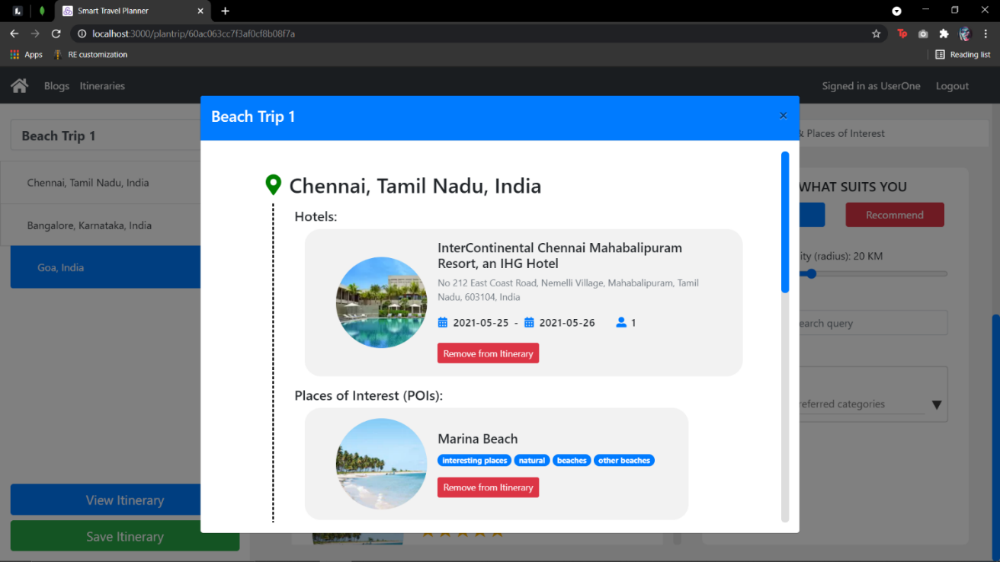 Smart Travel Planner
localhost:3000/plantrip/60ac063cc7f3af0cf8b08f7a
Tp
Apps
RE customization
Reading list
Blogs
Itineraries
Signed in as UserOne
Logout
Beach Trip 1
×
Beach Trip 1
& Places of Interest
Chennai, Tamil Nadu, India
Bangalore, Karnataka, India
Goa, India
Chennai, Tamil Nadu, India
Hotels:
InterContinental Chennai Mahabalipuram
Resort, an IHG Hotel
No 212 East Coast Road, Nemelli Village, Mahabalipuram, Tamil
Nadu, 603104, India
2021-05-25 - 2021-05-26 1
Remove from Itinerary
Places of Interest (POIs):
Marina Beach
interesting places natural beaches other beaches
Remove from Itinerary
WHAT SUITS YOU
Recommend
(radius): 20 KM
query
categories
View Itinerary
Save Itinerary